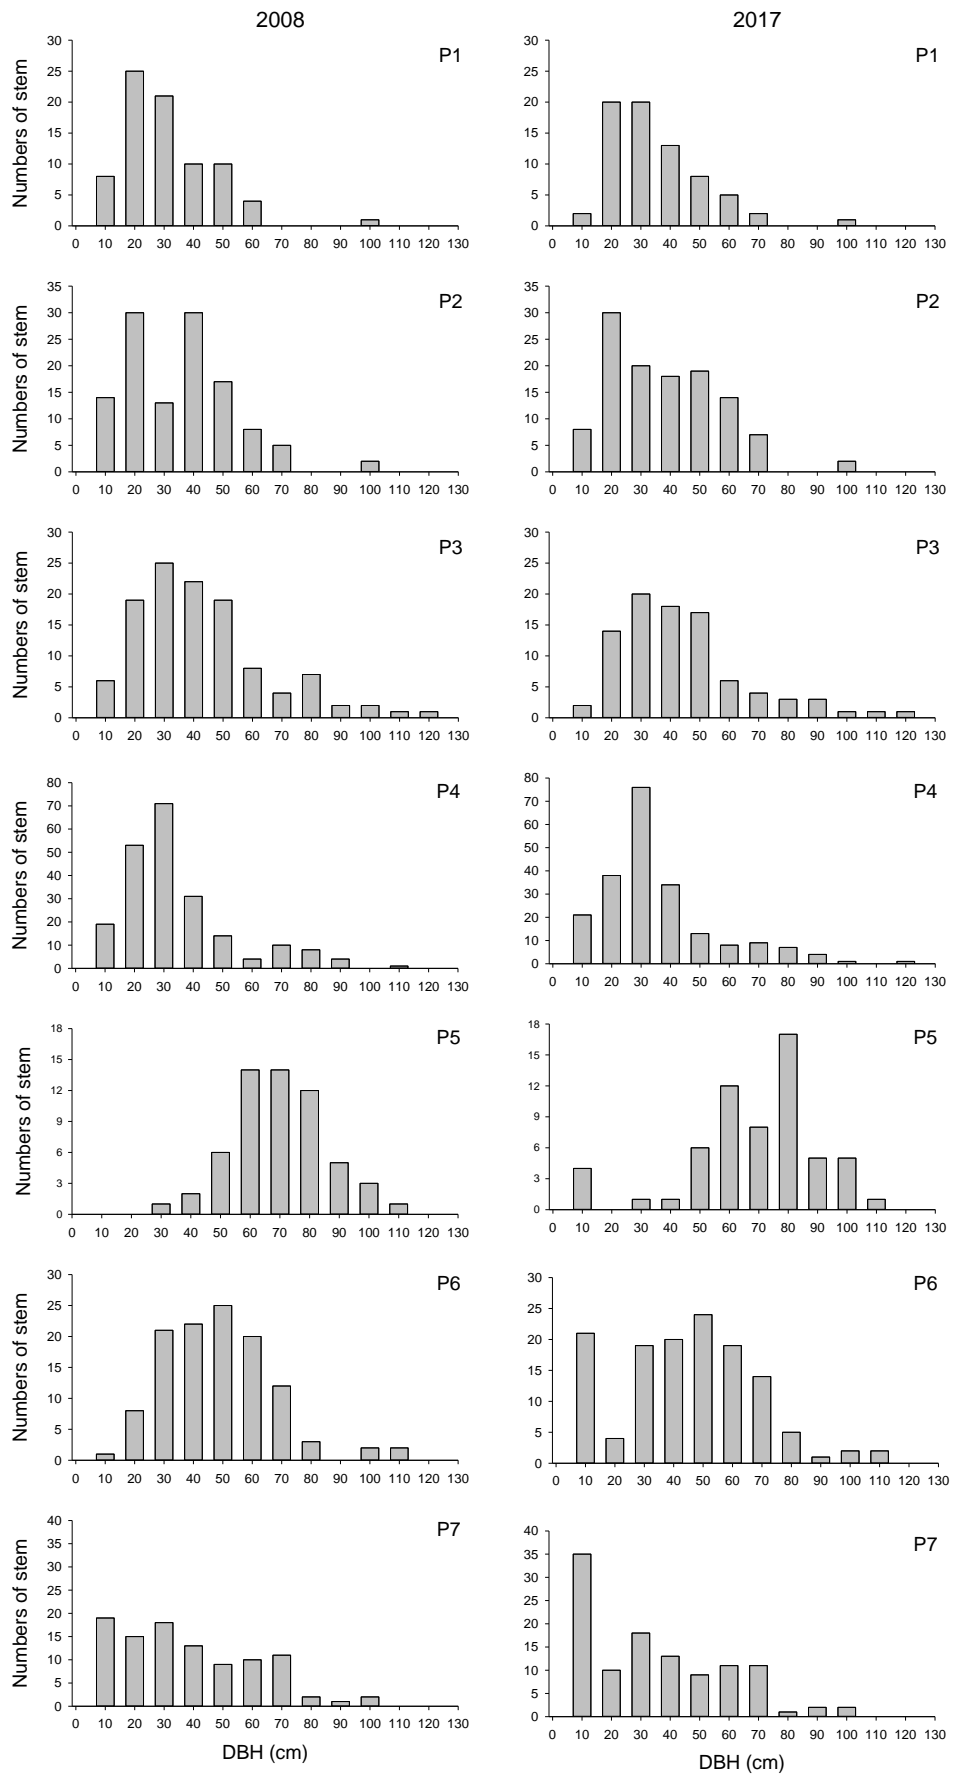 2008 2017
P1 P1
Numbers of stem
30 25 20 15 10 5 0
0 10 20 30 40 50 60 70 80 90 100 110 120 130
30 25 20 15 10 5 0
0 10 20 30 40 50 60 70 80 90 100 110 120 130
P2 P2
Numbers of stem
35 30 25 20 15 10 5 0
0 10 20 30 40 50 60 70 80 90 100 110 120 130
35 30 25 20 15 10 5 0
0 10 20 30 40 50 60 70 80 90 100 110 120 130
P3 P3
Numbers of stem
30 25 20 15 10 5 0
0 10 20 30 40 50 60 70 80 90 100 110 120 130
30 25 20 15 10 5 0
0 10 20 30 40 50 60 70 80 90 100 110 120 130
P4 P4
Numbers of stem
80 70 60 50 40 30 20 10 0
0 10 20 30 40 50 60 70 80 90 100 110 120 130
80 70 60 50 40 30 20 10 0
0 10 20 30 40 50 60 70 80 90 100 110 120 130
P5 P5
Numbers of stem
18 15 12 9 6 3 0
0 10 20 30 40 50 60 70 80 90 100 110 120 130
18 15 12 9 6 3 0
0 10 20 30 40 50 60 70 80 90 100 110 120 130
P6 P6
Numbers of stem
30 25 20 15 10 5 0
0 10 20 30 40 50 60 70 80 90 100 110 120 130
30 25 20 15 10 5 0
0 10 20 30 40 50 60 70 80 90 100 110 120 130
P7 P7
Numbers of stem
40 35 30 25 20 15 10 5 0
0 10 20 30 40 50 60 70 80 90 100 110 120 130
40 35 30 25 20 15 10 5 0
0 10 20 30 40 50 60 70 80 90 100 110 120 130
DBH (cm) DBH (cm)